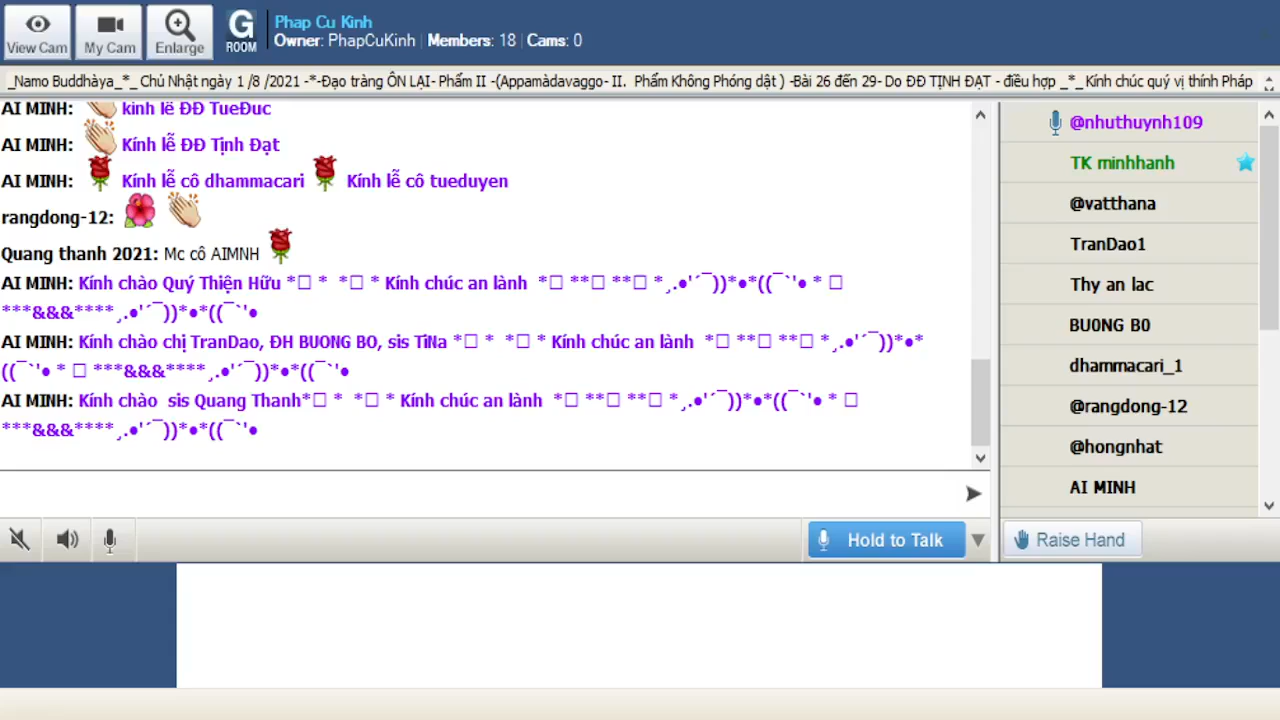 View Cam
My Cam
Enlarge
G
ROOM
Phap Cu Kinh
Owner: PhapCuKinh | Members: 18 | Cams: 0
_Namo Buddhàya_*_ Chủ Nhật ngày 1 /8 /2021 -*-Đạo tràng ÔN LẠI- Phẩm II -(Appamàdavaggo- II. Phẩm Không Phóng dật ) -Bài 26 đến 29- Do ĐĐ TỊNH ĐẠT - điều hợp _*_ Kính chúc quý vị thính Pháp
AI MINH: kính lễ ĐĐ TueĐuc
AI MINH: Kính lễ ĐĐ Tịnh Đạt
AI MINH: Kính lễ cô dhammacari Kính lễ cô tueduyen
rangdong-12:
Quang thanh 2021: Mc cô AIMNH
AI MINH: Kính chào Quý Thiện Hữu *□ * *□ * Kính chúc an lành *□ **□ **□ *¸.•'´¯))*•*((¯`'• * □
***&&&****¸.•'´¯))*•*((¯`'•
AI MINH: Kính chào chị TranDao, ĐH BUONG BO, sis TiNa *□ * *□ * Kính chúc an lành *□ **□ **□ *¸.•'´¯))*•*
((¯`'• * □ ***&&&****¸.•'´¯))*•*((¯`'•
AI MINH: Kính chào sis Quang Thanh*□ * *□ * Kính chúc an lành *□ **□ **□ *¸.•'´¯))*•*((¯`'• * □
***&&&****¸.•'´¯))*•*((¯`'•
@nhuthuynh109
TK minhhanh
@vatthana
TranDao1
Thy an lac
BU0NG B0
dhammacari_1
@rangdong-12
@hongnhat
AI MINH
Hold to Talk
Raise Hand